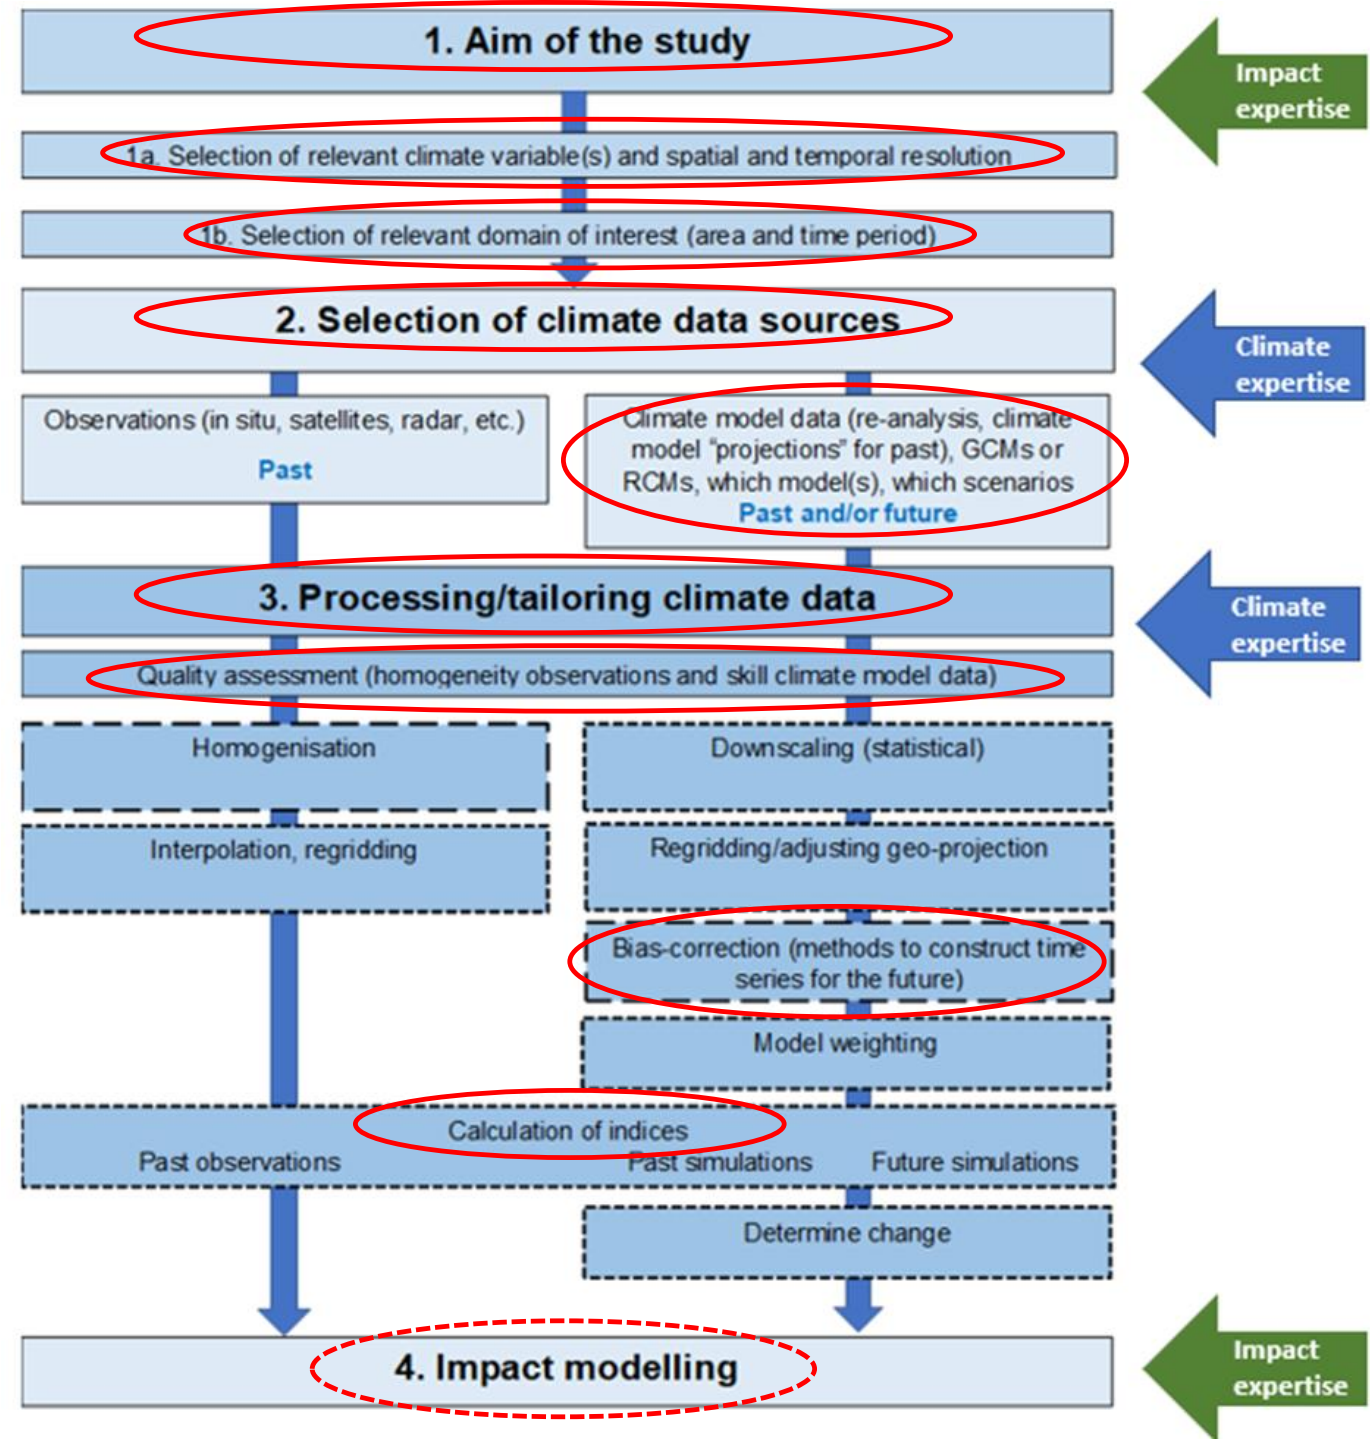 1. Aim of the study
Impact
expertise
1a. Selection of relevant climate variable(s) and spatial and temporal resolution
1b. Selection of relevant domain of interest (area and time period)
2. Selection of climate data sources
Climate
expertise
Observations (in situ, satellites, radar, etc.)
Past
Climate model data (re-analysis, climate
model "projections" for past), GCMs or
RCMs, which model(s), which scenarios
Past and/or future
3. Processing/tailoring climate data
Climate
expertise
Quality assessment (homogeneity observations and skill climate model data)
Homogenisation
Interpolation, regridding
Downscaling (statistical)
Regridding/adjusting geo-projection
Bias-correction (methods to construct time
series for the future)
Model weighting
Calculation of indices
Past observations
Past simulations
Future simulations
Determine change
4. Impact modelling
Impact
expertise